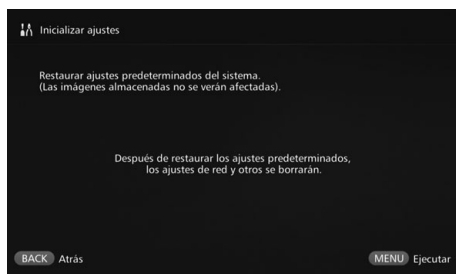 Inicializar ajustes
Restaurar ajustes predeterminados del sistema.
(Las imágenes almacenadas no se verán afectadas).
Después de restaurar los ajustes predeterminados,
los ajustes de red y otros se borrarán.
BACK Atrás
MENU Ejecutar